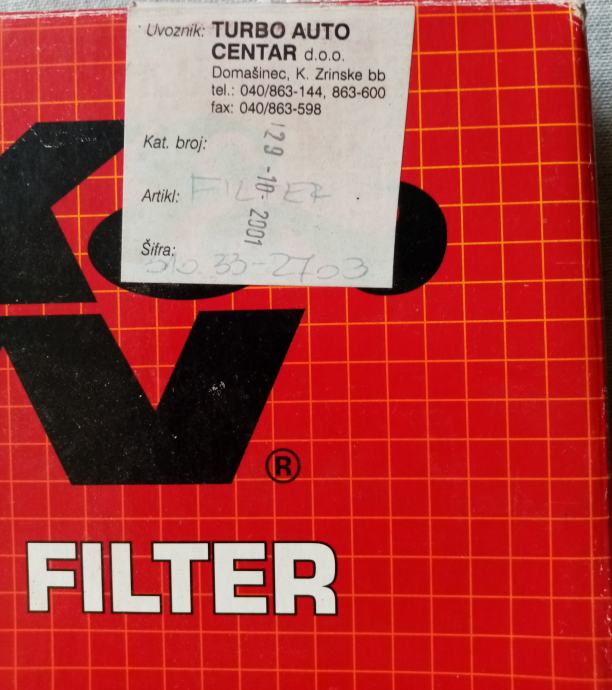 Uvoznik: TURBO AUTO
CENTAR d.o.o.
Domašinec, K. Zrinske bb
tel.: 040/863-144, 863-600
fax: 040/863-598
Kat. broj:
29 -10- 2001
Artikl: FILTER
Šifra:
33-2703
V
®
FILTER